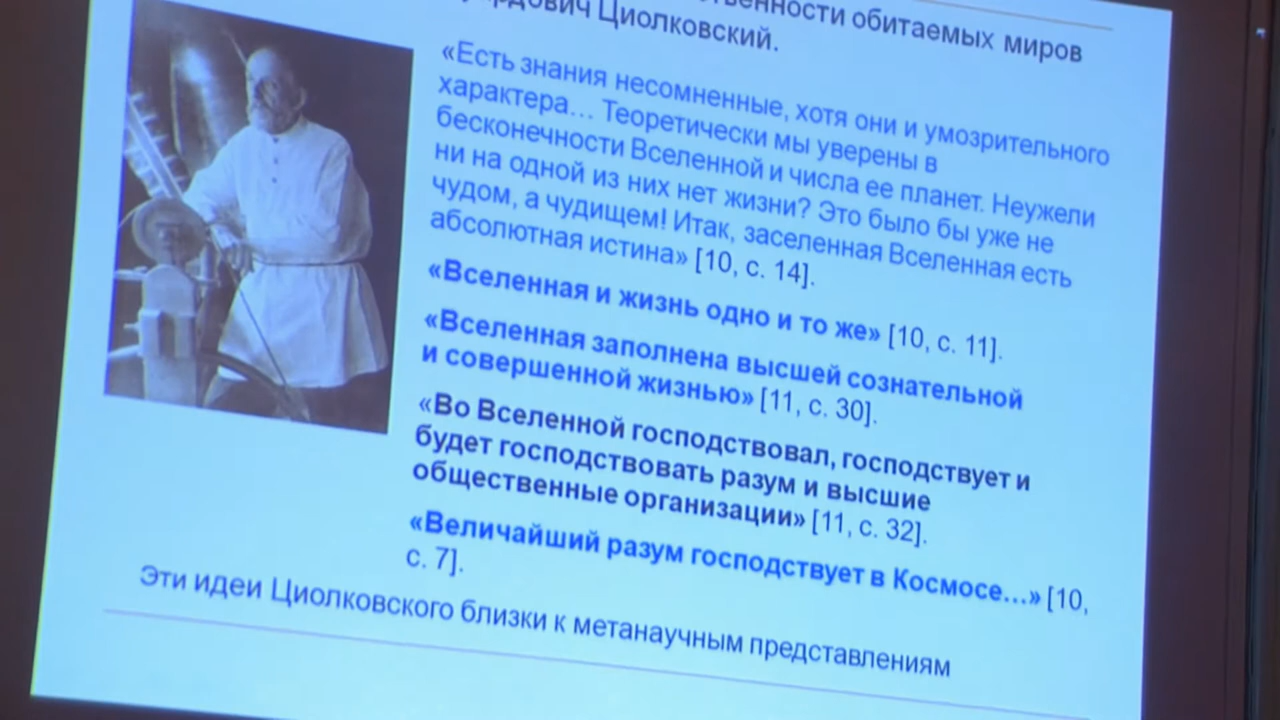 обитаемых миров
Циолковский.
«Есть знания несомненные, хотя они и умозрительного
характера... Теоретически мы уверены в
бесконечности Вселенной и числа ее планет. Неужели
ни на одной из них нет жизни? Это было бы уже не
чудом, а чудищем! Итак, заселенная Вселенная есть
абсолютная истина» [10, с. 14].
«Вселенная и жизнь одно и то же» [10, с. 11].
«Вселенная заполнена высшей сознательной
и совершенной жизнью» [11, с. 30].
«Во Вселенной господствовал, господствует и
будет господствовать разум и высшие
общественные организации» [11, с. 32].
«Величайший разум господствует в Космосе...» [10,
с. 7].
Эти идеи Циолковского близки к метанаучным представлениям